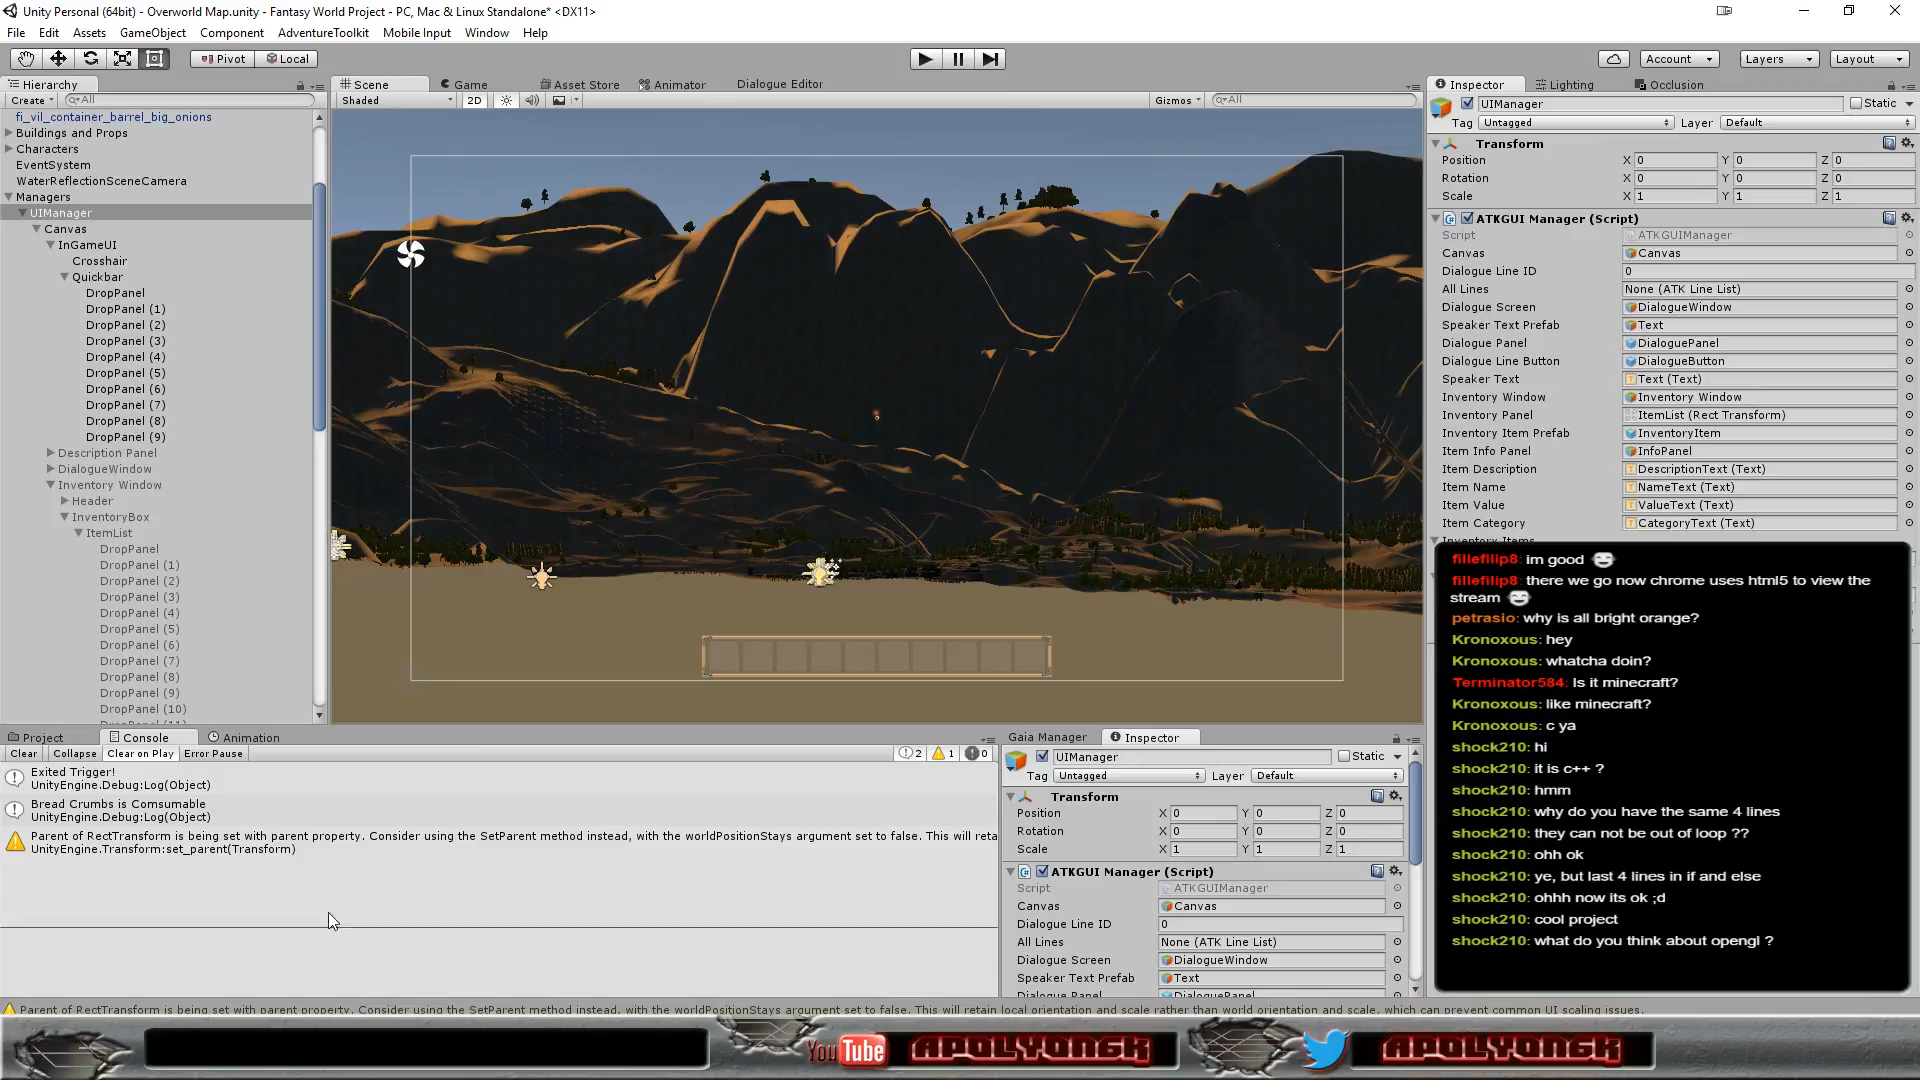 Unity Personal (64bit) - Overworld Map.unity - Fantasy World Project - PC, Mac & Linux Standalone* <DX11>
File Edit Assets GameObject Component AdventureToolkit Mobile Input Window Help
Pivot Local Account Layers Layout
Hierarchy
Create All
fi_vil_container_barrel_big_onions
Buildings and Props
Characters
EventSystem
WaterReflectionSceneCamera
Managers
UIManager
Canvas
InGameUI
Crosshair
Quickbar
DropPanel
DropPanel (1)
DropPanel (2)
DropPanel (3)
DropPanel (4)
DropPanel (5)
DropPanel (6)
DropPanel (7)
DropPanel (8)
DropPanel (9)
Description Panel
DialogueWindow
Inventory Window
Header
InventoryBox
ItemList
DropPanel
DropPanel (1)
DropPanel (2)
DropPanel (3)
DropPanel (4)
DropPanel (5)
DropPanel (6)
DropPanel (7)
DropPanel (8)
DropPanel (9)
DropPanel (10)
Scene Game Asset Store Animator Dialogue Editor
Shaded 2D Gizmos All
Inspector Lighting Occlusion
UIManager Static
Tag Untagged Layer Default
Transform
Position X 0 Y 0 Z 0
Rotation X 0 Y 0 Z 0
Scale X 1 Y 1 Z 1
ATKGUI Manager (Script)
Script ATKGUIManager
Canvas Canvas
Dialogue Line ID 0
All Lines None (ATK Line List)
Dialogue Screen DialogueWindow
Speaker Text Prefab Text
Dialogue Panel DialoguePanel
Dialogue Line Button DialogueButton
Speaker Text Text (Text)
Inventory Window Inventory Window
Inventory Panel ItemList (Rect Transform)
Inventory Item Prefab InventoryItem
Item Info Panel InfoPanel
Item Description DescriptionText (Text)
Item Name NameText (Text)
Item Value ValueText (Text)
Item Category CategoryText (Text)
fillefilip8: im good
fillefilip8: there we go now chrome uses html5 to view the
stream
petrasio: why is all bright orange?
Kronoxous: hey
Kronoxous: whatcha doin?
Terminator584: Is it minecraft?
Kronoxous: like minecraft?
Kronoxous: c ya
shock210: hi
shock210: it is c++ ?
shock210: hmm
shock210: why do you have the same 4 lines
shock210: they can not be out of loop ??
shock210: ohh ok
shock210: ye, but last 4 lines in if and else
shock210: ohhh now its ok ;d
shock210: cool project
shock210: what do you think about opengl ?
Project Console Animation
Clear Collapse Clear on Play Error Pause 2 1 0
Exited Trigger!
UnityEngine.Debug:Log(Object)
Bread Crumbs is Comsumable
UnityEngine.Debug:Log(Object)
Parent of RectTransform is being set with parent property. Consider using the SetParent method instead, with the worldPositionStays argument set to false. This will reta
UnityEngine.Transform:set_parent(Transform)
Gaia Manager Inspector
UIManager Static
Tag Untagged Layer Default
Transform
Position X 0 Y 0 Z 0
Rotation X 0 Y 0 Z 0
Scale X 1 Y 1 Z 1
ATKGUI Manager (Script)
Script ATKGUIManager
Canvas Canvas
Dialogue Line ID 0
All Lines None (ATK Line List)
Dialogue Screen DialogueWindow
Speaker Text Prefab Text
Dialogue Panel DialoguePanel
Parent of RectTransform is being set with parent property. Consider using the SetParent method instead, with the worldPositionStays argument set to false. This will retain local orientation and scale rather than world orientation and scale, which can prevent common UI scaling issues.
YouTube APOLYONGK APOLYONGK